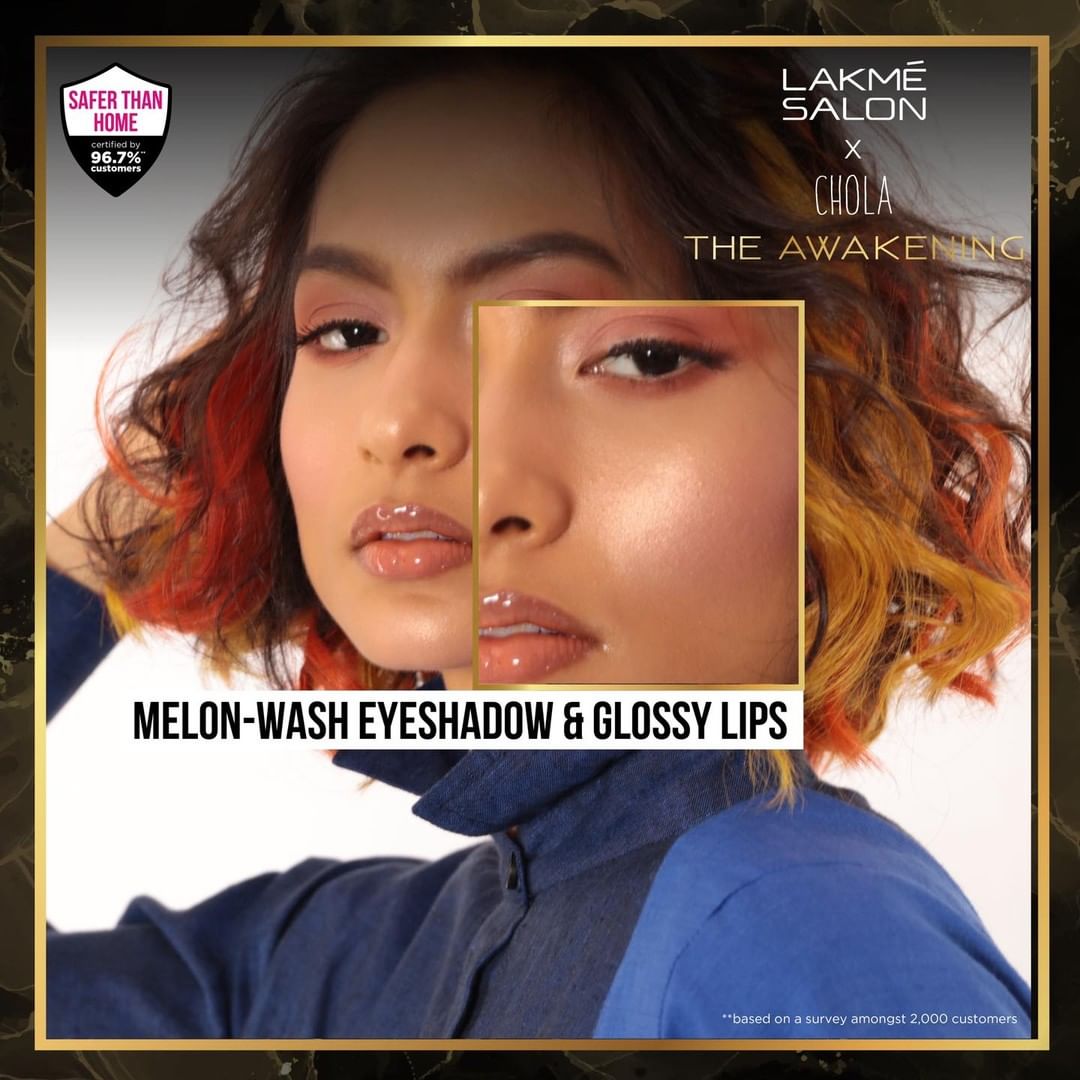 SAFER THAN
HOME
certified by
96.7%**
customers
LAKMÉ
SALON
X
CHOLA
THE AWAKENING
MELON-WASH EYESHADOW & GLOSSY LIPS
**based on a survey amongst 2,000 customers